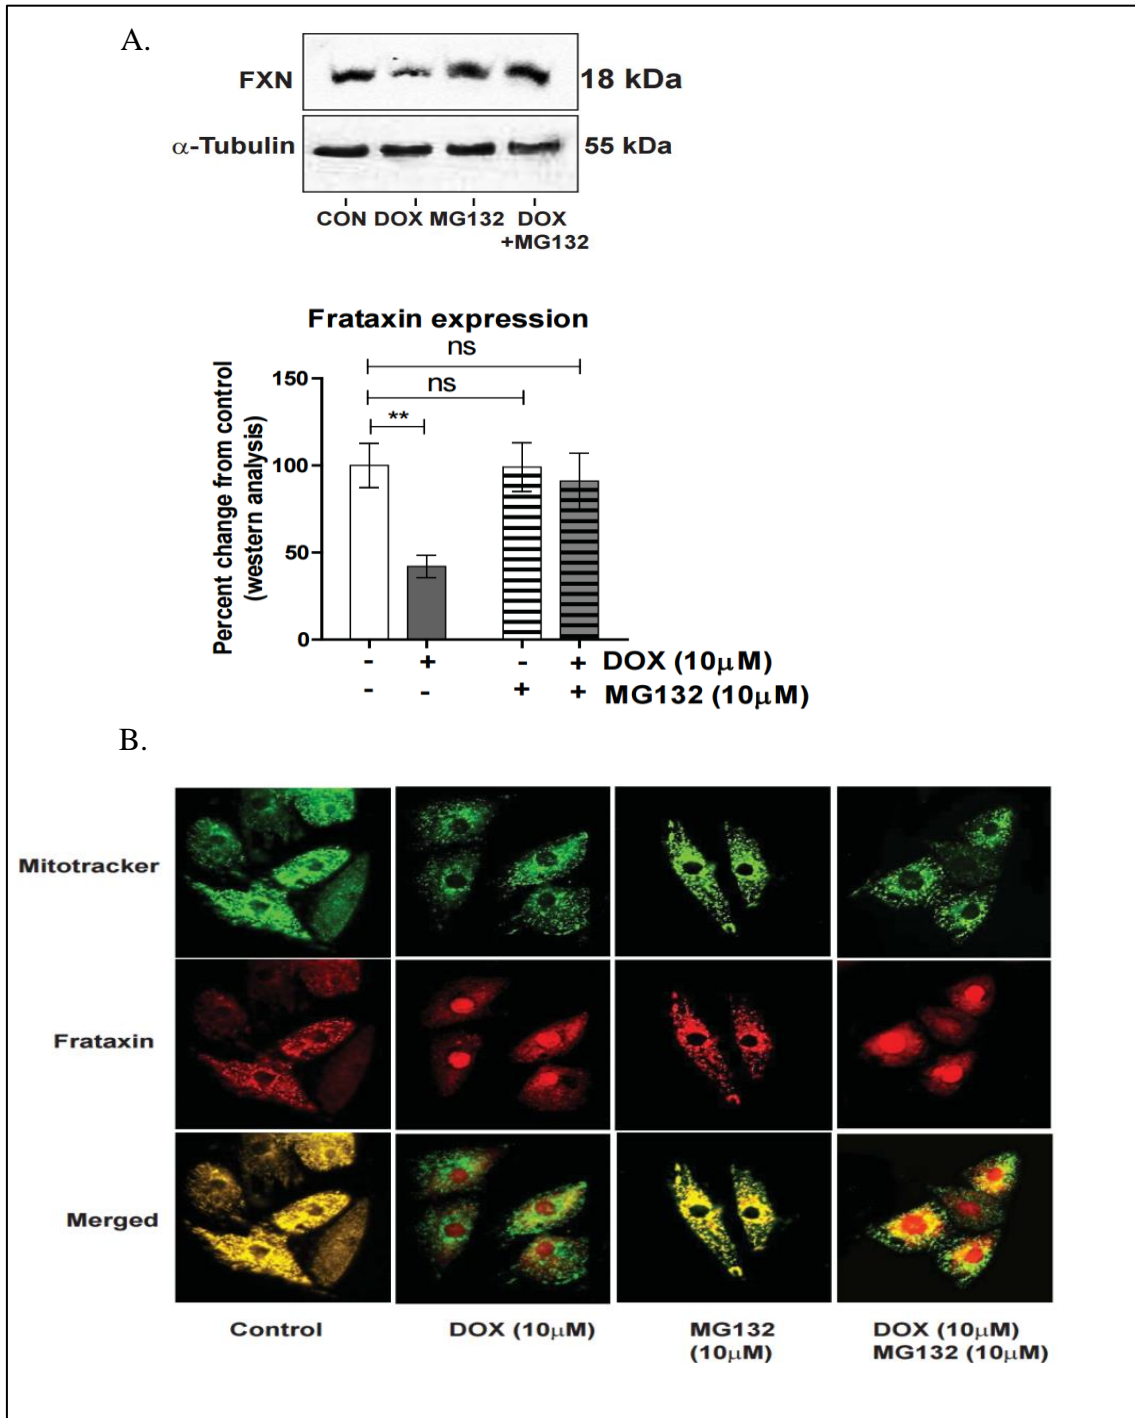 A.
FXN
18 kDa
α-Tubulin
55 kDa
CON DOX MG132 DOX
+MG132
Frataxin expression
ns
ns
**
Percent change from control
(western analysis)
150
100
50
0
- + - + DOX (10μM)
- - + + MG132 (10μM)
B.
Mitotracker
Frataxin
Merged
Control
DOX (10μM)
MG132
(10μM)
DOX (10μM)
MG132 (10μM)